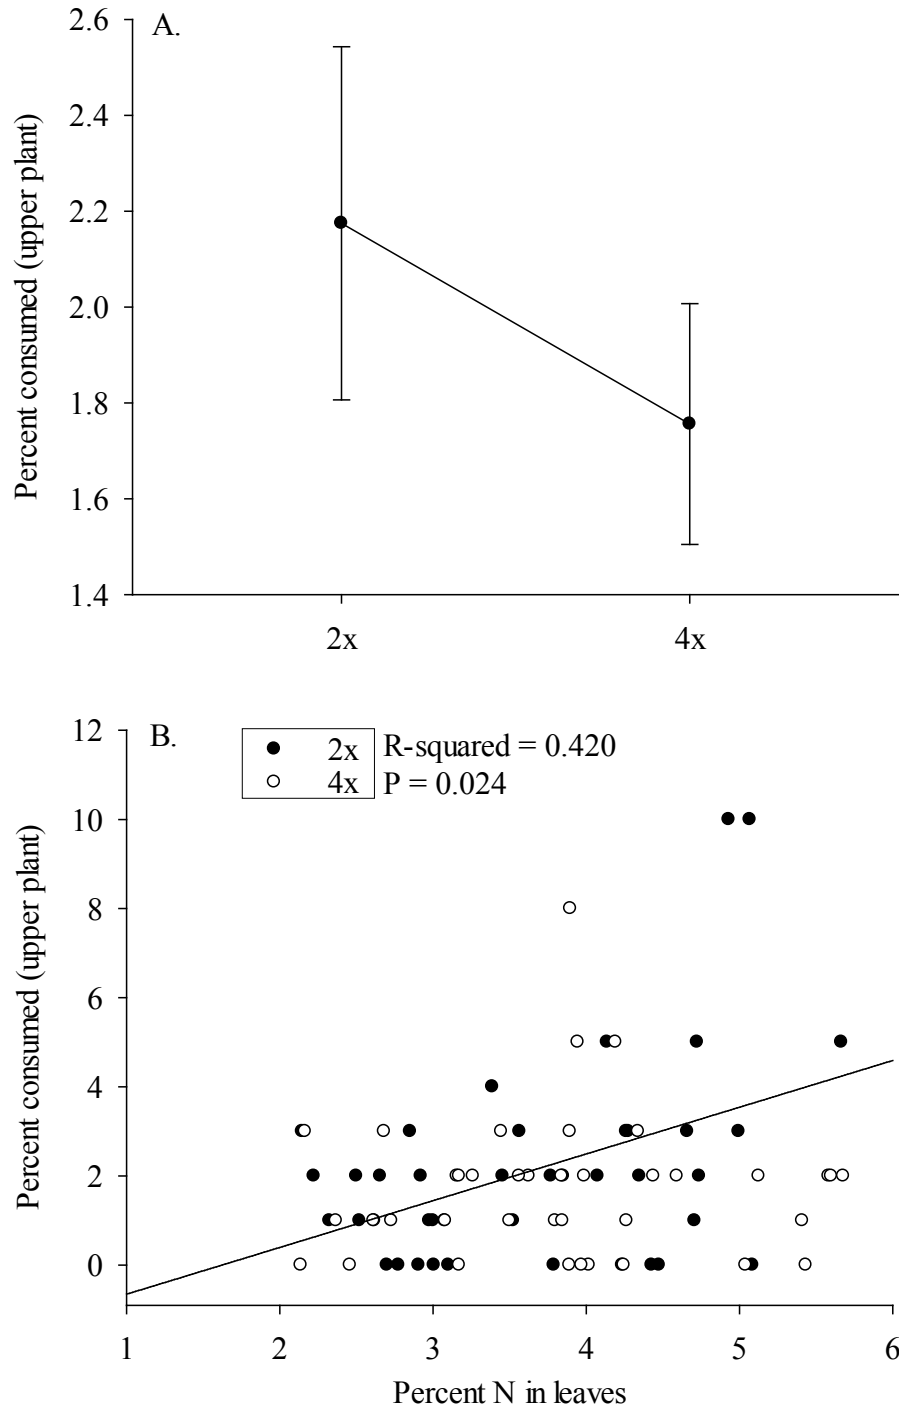 A.
Percent consumed (upper plant)
2.6
2.4
2.2
2.0
1.8
1.6
1.4
2x
4x
B.
2x
4x
R-squared = 0.420
P = 0.024
Percent consumed (upper plant)
12
10
8
6
4
2
0
1 2 3 4 5 6
Percent N in leaves